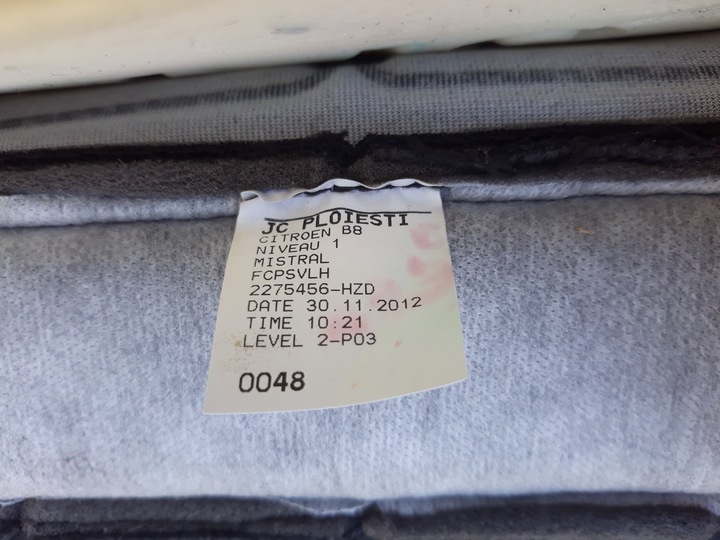 JC PLOIESTI
CITROEN B8
NIVEAU 1
MISTRAL
FCPSVLH
2275456-HZD
DATE 30.11.2012
TIME 10:21
LEVEL 2-P03
0048